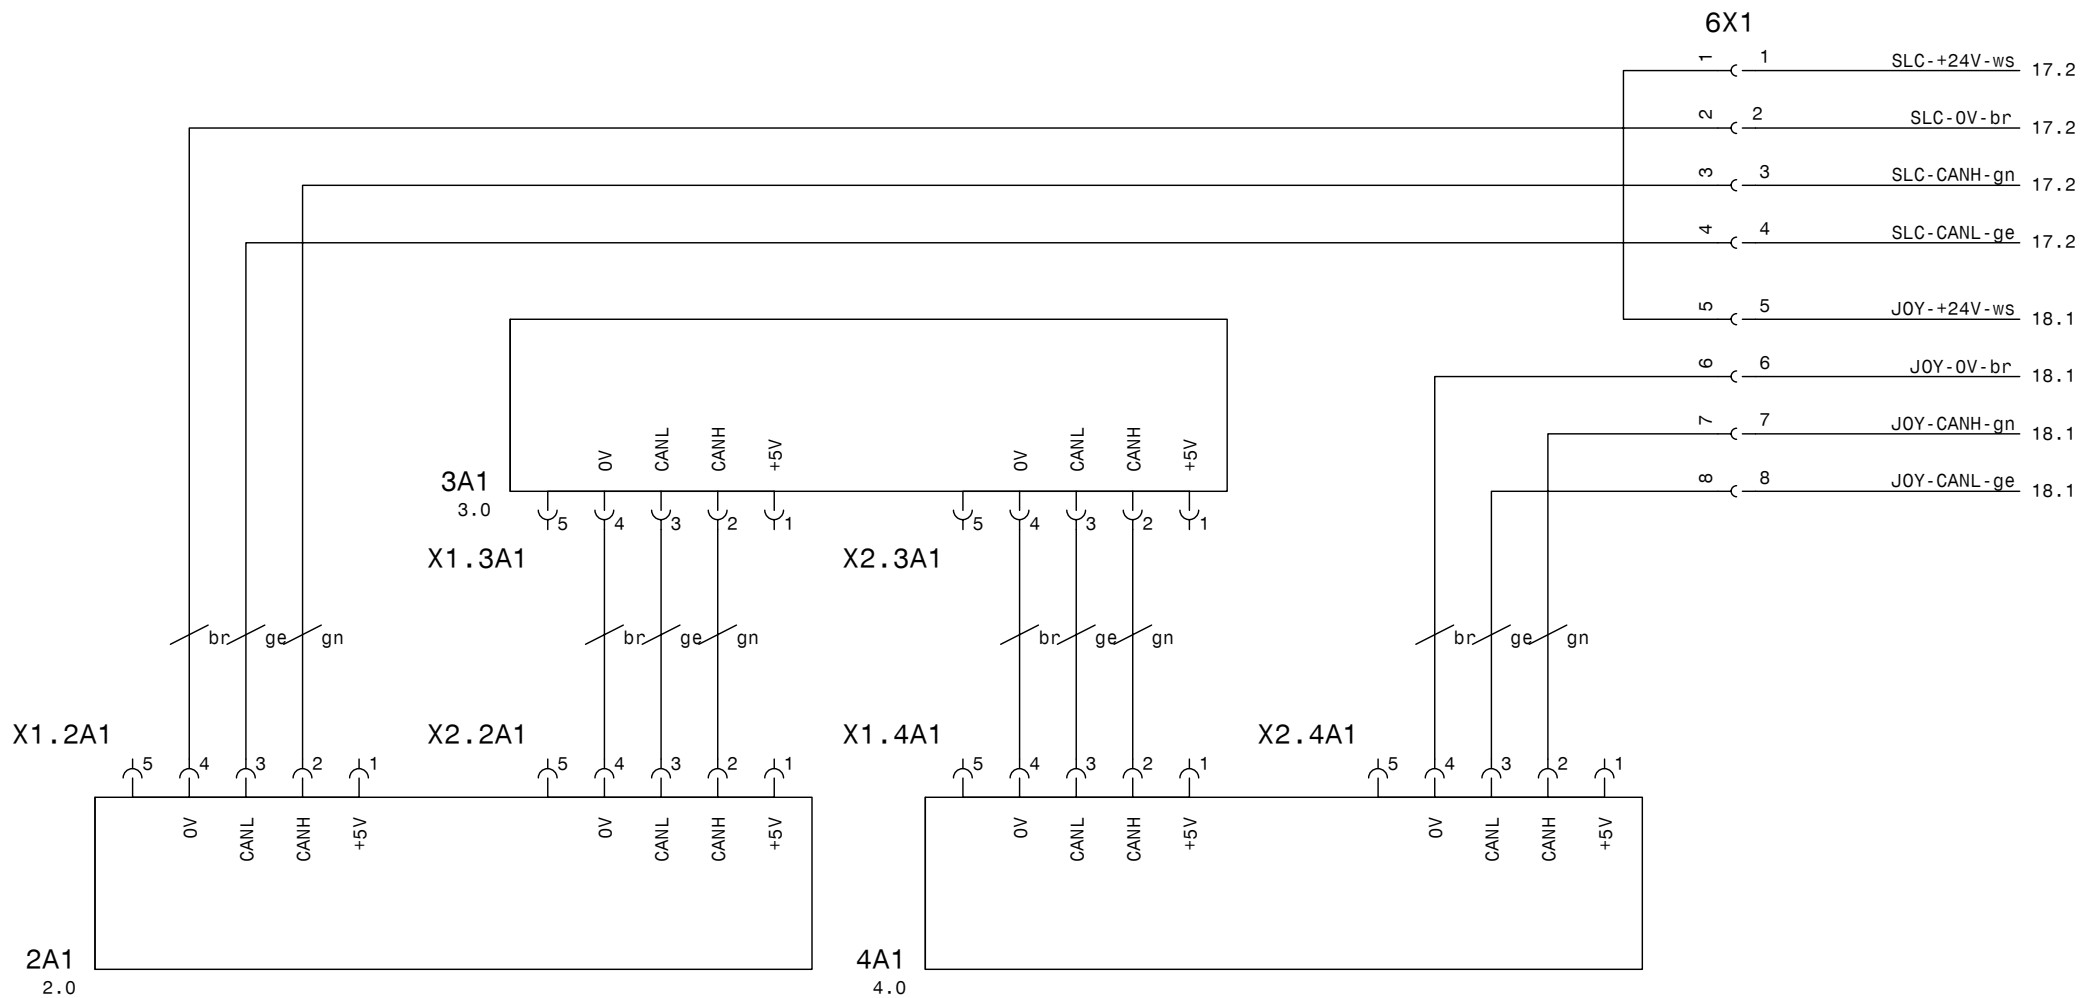 6X1
1 1 SLC-+24V-ws 17.2
2 2 SLC-0V-br 17.2
3 3 SLC-CANH-gn 17.2
4 4 SLC-CANL-ge 17.2
5 5 JOY-+24V-ws 18.1
6 6 JOY-0V-br 18.1
7 7 JOY-CANH-gn 18.1
8 8 JOY-CANL-ge 18.1
0V CANL CANH +5V 0V CANL CANH +5V
3A1
3.0
5 4 3 2 1 5 4 3 2 1
X1.3A1 X2.3A1
br ge gn br ge gn br ge gn br ge gn
X1.2A1 X2.2A1 X1.4A1 X2.4A1
5 4 3 2 1 5 4 3 2 1 5 4 3 2 1 5 4 3 2 1
0V CANL CANH +5V 0V CANL CANH +5V 0V CANL CANH +5V 0V CANL CANH +5V
2A1 4A1
2.0 4.0